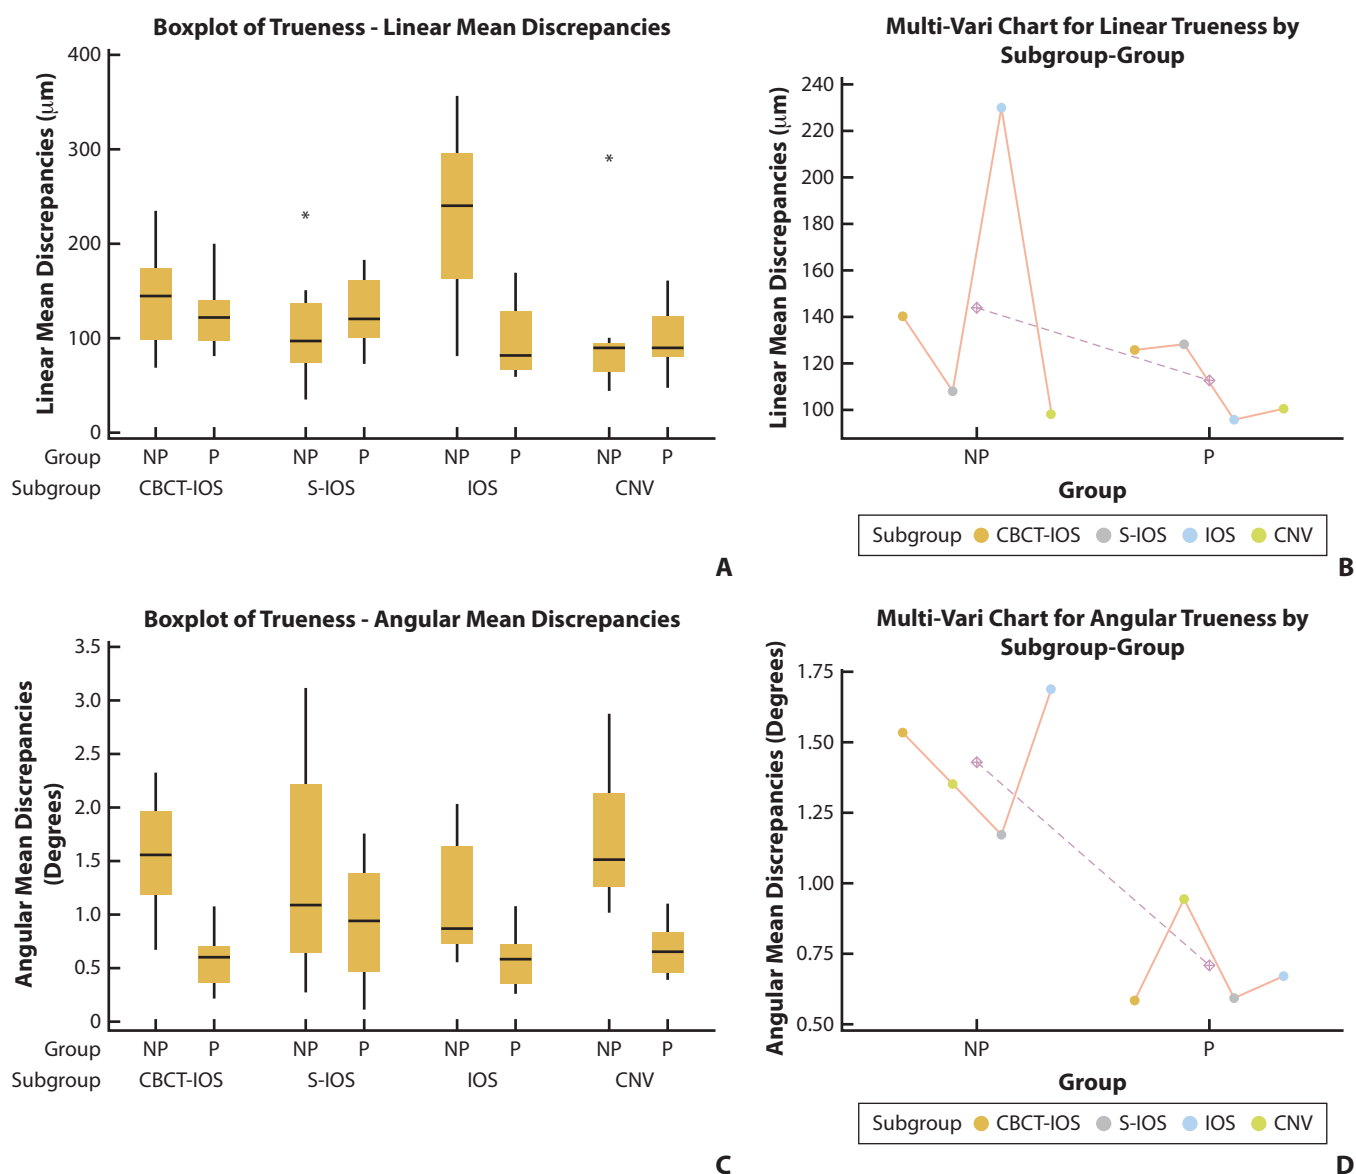 Boxplot of Trueness - Linear Mean Discrepancies
Linear Mean Discrepancies (μm)
400
300
200
100
0
Group NP P NP P NP P NP P
Subgroup CBCT-IOS S-IOS IOS CNV
A
Multi-Vari Chart for Linear Trueness by
Subgroup-Group
Linear Mean Discrepancies (μm)
240
220
200
180
160
140
120
100
NP P
Group
Subgroup CBCT-IOS S-IOS IOS CNV
B
Boxplot of Trueness - Angular Mean Discrepancies
Angular Mean Discrepancies
(Degrees)
3.5
3.0
2.5
2.0
1.5
1.0
0.5
0
Group NP P NP P NP P NP P
Subgroup CBCT-IOS S-IOS IOS CNV
C
Multi-Vari Chart for Angular Trueness by
Subgroup-Group
Angular Mean Discrepancies (Degrees)
1.75
1.50
1.25
1.00
0.75
0.50
NP P
Group
Subgroup CBCT-IOS S-IOS IOS CNV
D